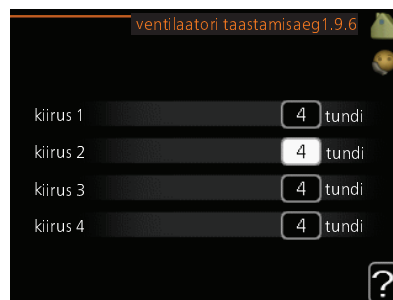 ventilaatori taastamisaeg1.9.6
kiirus 1 4 tundi
kiirus 2 4 tundi
kiirus 3 4 tundi
kiirus 4 4 tundi
?